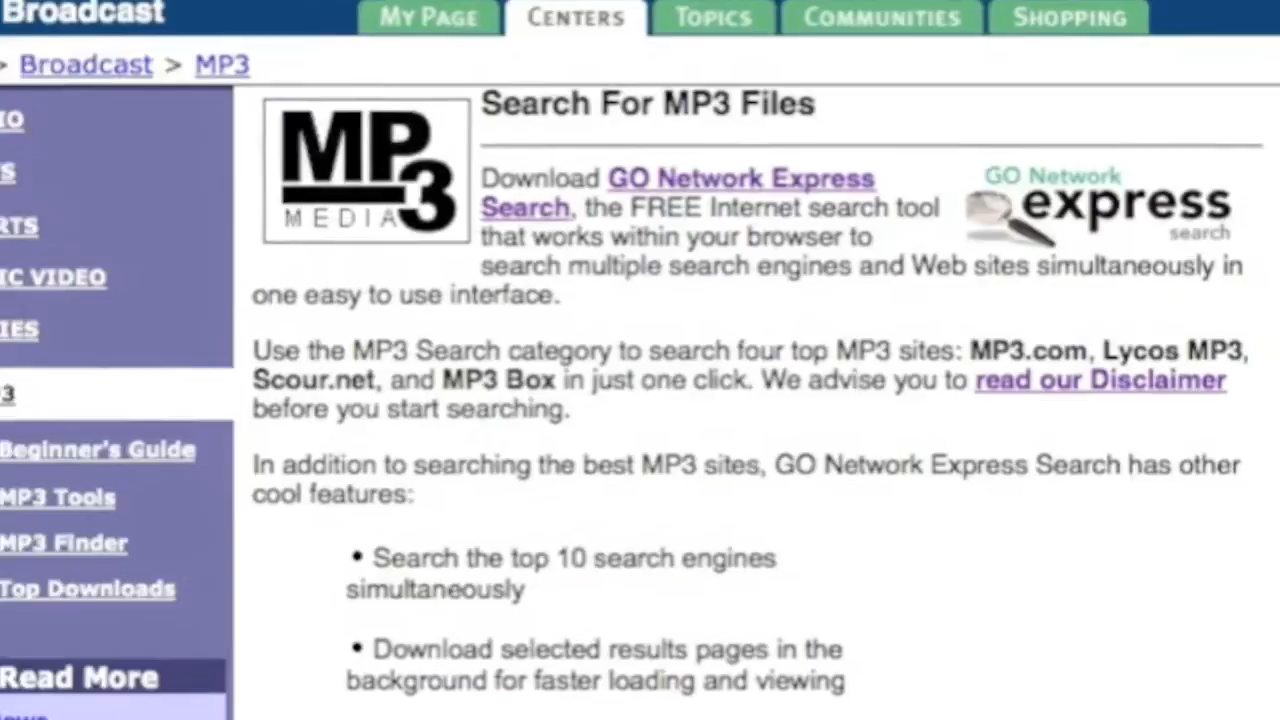 Broadcast
MY PAGE
CENTERS
TOPICS
COMMUNITIES
SHOPPING
> Broadcast > MP3
IO
S
RTS
IC VIDEO
IES
3
Beginner's Guide
MP3 Tools
MP3 Finder
Top Downloads
Read More
MP3
MEDIA
Search For MP3 Files
Download GO Network Express
Search, the FREE Internet search tool
that works within your browser to
search multiple search engines and Web sites simultaneously in
one easy to use interface.
GO Network
express
search
Use the MP3 Search category to search four top MP3 sites: MP3.com, Lycos MP3,
Scour.net, and MP3 Box in just one click. We advise you to read our Disclaimer
before you start searching.
In addition to searching the best MP3 sites, GO Network Express Search has other
cool features:
• Search the top 10 search engines
simultaneously
• Download selected results pages in the
background for faster loading and viewing